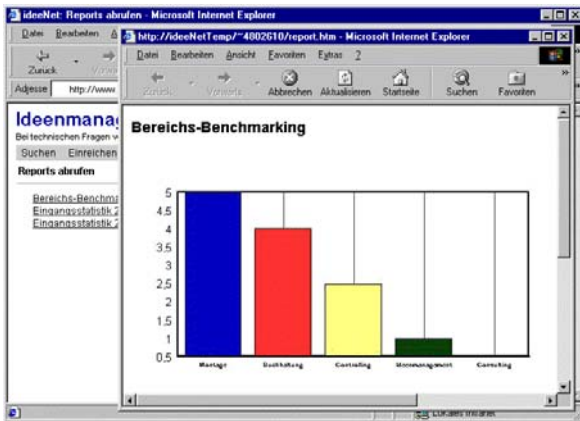 ideeNet: Reports abrufen - Microsoft Internet Explorer
Datei Bearbeiten A
Zurück Vorwärts
Adresse http://www
Ideenmanag
Bei technischen Fragen w
Suchen Einreichen
Reports abrufen
Bereichs-Benchma
Eingangsstatistik 2
Eingangsstatistik 2
http://ideeNetTemp/~4802610/report.htm - Microsoft Internet Explorer
Datei Bearbeiten Ansicht Favoriten Extras ?
Zurück Vorwärts Abbrechen Aktualisieren Startseite Suchen Favoriten
Bereichs-Benchmarking
5
4.5
4
3.5
3
2,5
2
1.5
1
0.5
Montage Buchhaltung Controlling Ideenmanagement Consulting
Lokales Intranet